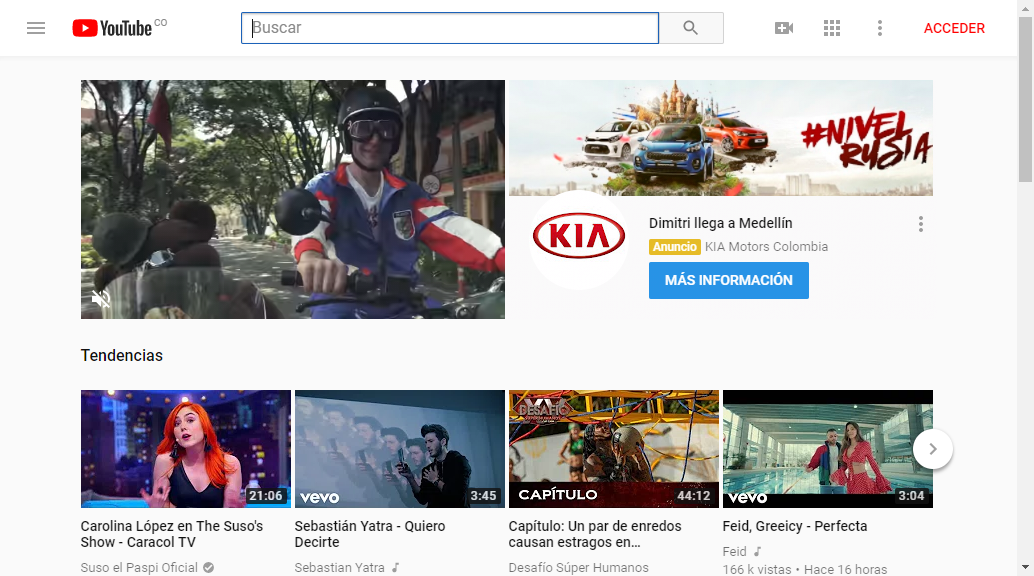 YouTube CO
Buscar
ACCEDER
#NIVEL
RUSIA
KIA
Dimitri llega a Medellín
Anuncio KIA Motors Colombia
MÁS INFORMACIÓN
Tendencias
21:06
vevo 3:45
XV
DESAFÍO
CAPÍTULO 44:12
vevo 3:04
Carolina López en The Suso's
Show - Caracol TV
Suso el Paspi Oficial
Sebastián Yatra - Quiero
Decirte
Sebastian Yatra
Capítulo: Un par de enredos
causan estragos en...
Desafío Súper Humanos
Feid, Greeicy - Perfecta
Feid
166 k vistas • Hace 16 horas